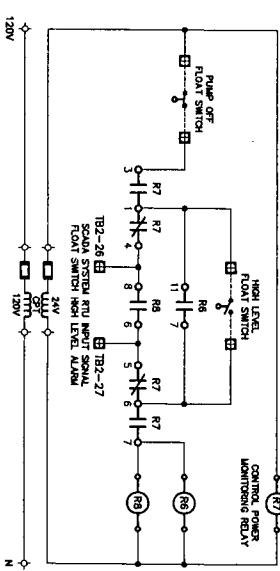 R7
CONTROL POWER
MONITORING RELAY
HIGH LEVEL
FLOAT SWITCH
PUMP OFF
FLOAT SWITCH
R6
11 7
R6
R7 R7 R8 R7 R7
3 1 4 8 6 5 6 7
R8
TB2-26 TB2-27
SCADA SYSTEM RTU INPUT SIGNAL
FLOAT SWITCH HIGH LEVEL ALARM
24V
CPT
120V
120V N